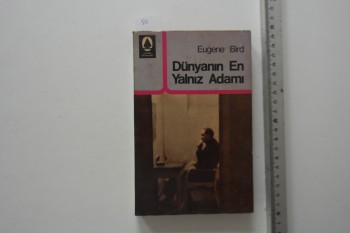 Eugene Bird
Dünyanın En
Yalnız Adamı